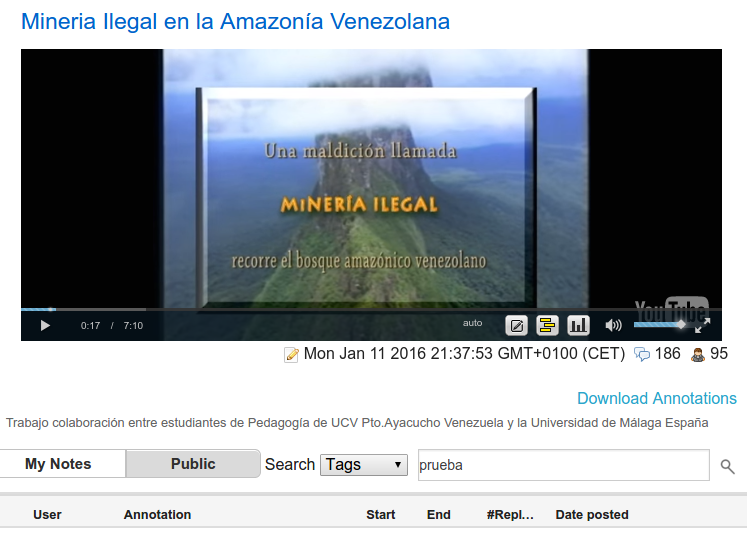 Mineria Ilegal en la Amazonía Venezolana
Una maldición llamada
MINERÍA ILEGAL
recorre el bosque amazónico venezolano
YouTube
0:17 / 7:10
auto
Mon Jan 11 2016 21:37:53 GMT+0100 (CET) 186 95
Download Annotations
Trabajo colaboración entre estudiantes de Pedagogía de UCV Pto.Ayacucho Venezuela y la Universidad de Málaga España
My Notes Public Search Tags prueba
User Annotation Start End #Repl... Date posted